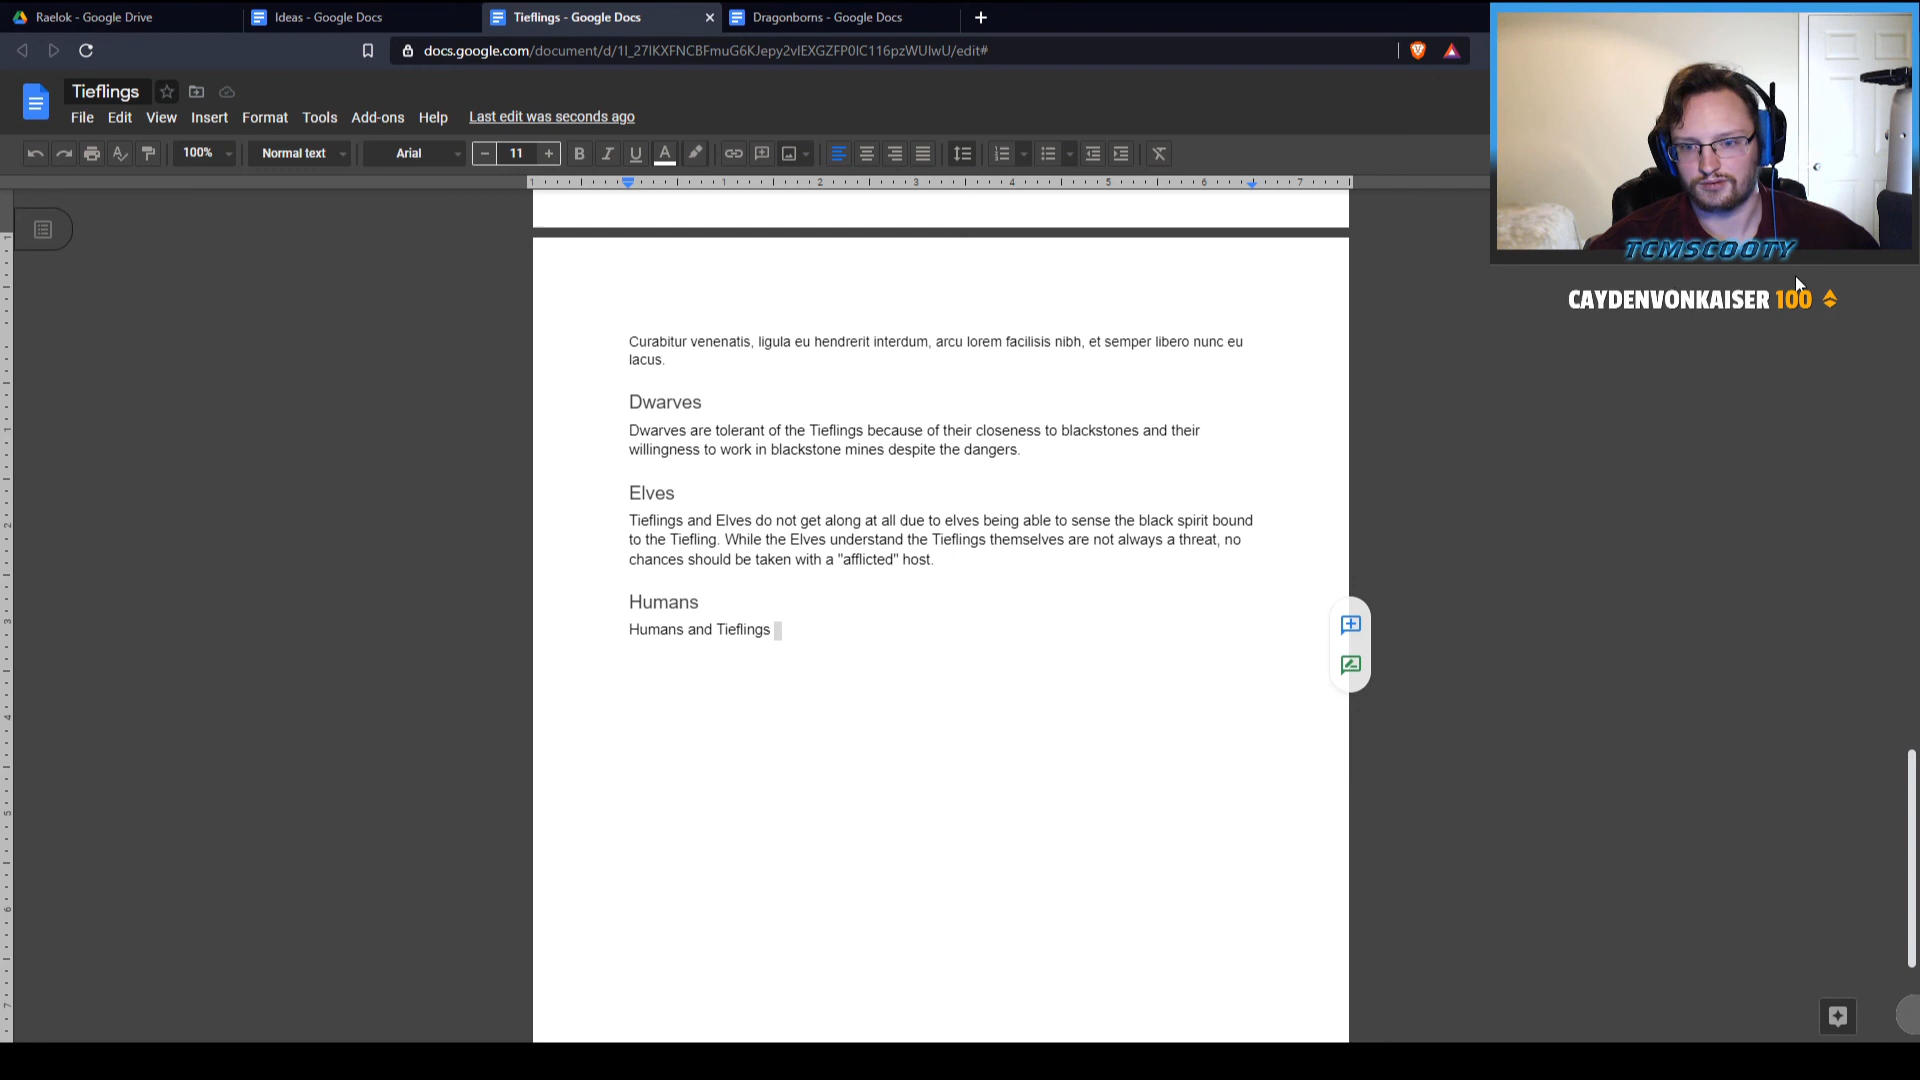 Raelok - Google Drive
Ideas - Google Docs
Tieflings - Google Docs
Dragonborns - Google Docs
Tieflings
File Edit View Insert Format Tools Add-ons Help Last edit was seconds ago
100% Normal text Arial 11
TCMSCOOTY
CAYDENVONKAISER 100
Curabitur venenatis, ligula eu hendrerit interdum, arcu lorem facilisis nibh, et semper libero nunc eu
lacus.
Dwarves
Dwarves are tolerant of the Tieflings because of their closeness to blackstones and their
willingness to work in blackstone mines despite the dangers.
Elves
Tieflings and Elves do not get along at all due to elves being able to sense the black spirit bound
to the Tiefling. While the Elves understand the Tieflings themselves are not always a threat, no
chances should be taken with a "afflicted" host.
Humans
Humans and Tieflings